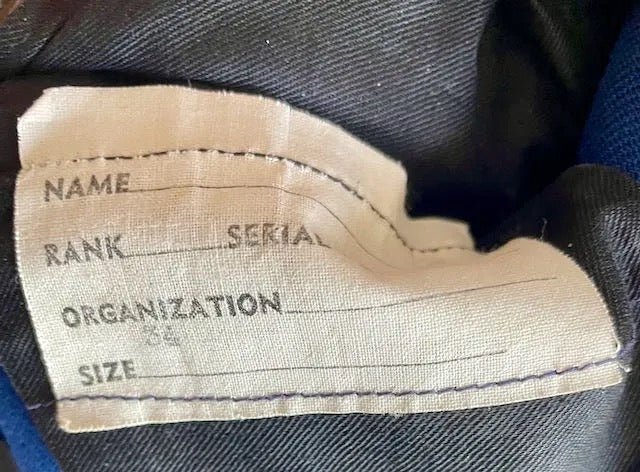 NAME
RANK SERIAL
ORGANIZATION
34
SIZE